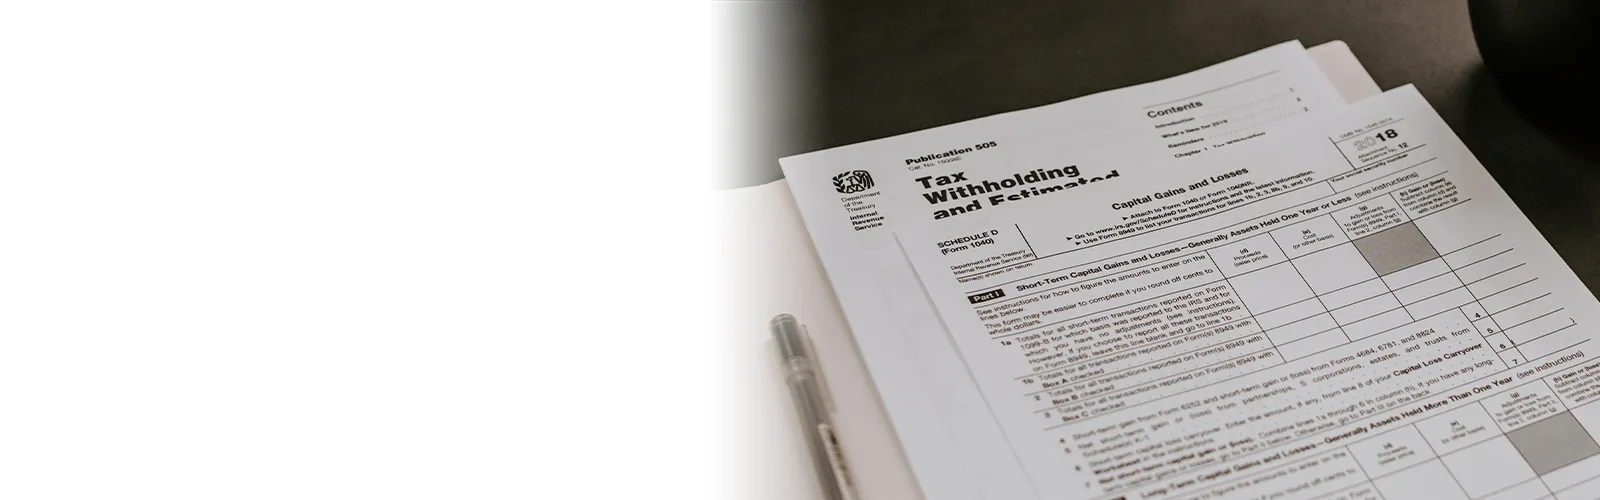 Publication 505
Cat. No. 15008E
Tax
Withholding
and Estimated
Department
of the
Treasury
Internal
Revenue
Service
Contents
Introduction
What's New for 2019
Reminders
Chapter 1 Tax Withholding
SCHEDULE D
(Form 1040)
Department of the Treasury
Internal Revenue Service (99)
Name(s) shown on return
Capital Gains and Losses
► Attach to Form 1040 or Form 1040NR.
► Go to www.irs.gov/ScheduleD for instructions and the latest information.
► Use Form 8949 to list your transactions for lines 1b, 2, 3, 8b, 9, and 10.
OMB No. 1545-0074
2018
Attachment
Sequence No. 12
Your social security number
Part I Short-Term Capital Gains and Losses—Generally Assets Held One Year or Less (see instructions)
See instructions for how to figure the amounts to enter on the
lines below.
This form may be easier to complete if you round off cents to
whole dollars.
(d)
Proceeds
(sales price)
(e)
Cost
(or other basis)
(g)
Adjustments
to gain or loss from
Form(s) 8949, Part I,
line 2, column (g)
(h) Gain or (loss)
Subtract column (e)
from column (d) and
combine the result
with column (g)
1a Totals for all short-term transactions reported on Form
1099-B for which basis was reported to the IRS and for
which you have no adjustments (see instructions).
However, if you choose to report all these transactions
on Form 8949, leave this line blank and go to line 1b
1b Totals for all transactions reported on Form(s) 8949 with
Box A checked
2 Totals for all transactions reported on Form(s) 8949 with
Box B checked
3 Totals for all transactions reported on Form(s) 8949 with
Box C checked
4 Short-term gain from Form 6252 and short-term gain or (loss) from Forms 4684, 6781, and 8824 4
5 Net short-term gain or (loss) from partnerships, S corporations, estates, and trusts from
Schedule(s) K-1 5
6 Short-term capital loss carryover. Enter the amount, if any, from line 8 of your Capital Loss Carryover
Worksheet in the instructions 6
7 Net short-term capital gain or (loss). Combine lines 1a through 6 in column (h). If you have any long-
term capital gains or losses, go to Part II below. Otherwise, go to Part III on the back 7
Long-Term Capital Gains and Losses—Generally Assets Held More Than One Year (see instructions)
to figure the amounts to enter on the
if you round off cents to
(d)
Proceeds
(sales price)
(e)
Cost
(or other basis)
(g)
Adjustments
to gain or loss from
Form(s) 8949, Part II,
line 2, column (g)
(h) Gain or (loss)
Subtract column
from column
combine the
with colu